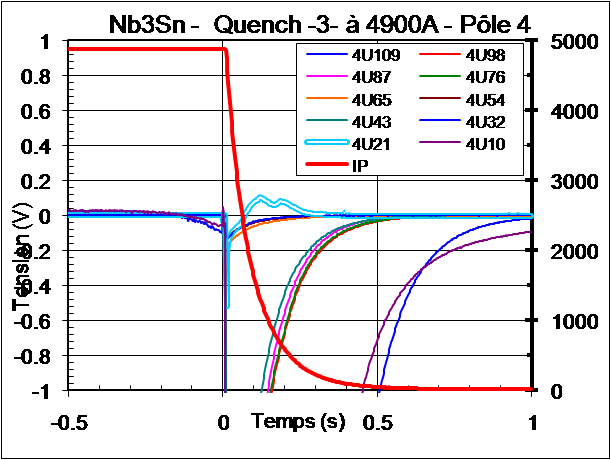 Nb3Sn - Quench -3- à 4900A - Pôle 4
1
0.8
0.6
0.4
0.2
0
-0.2
-0.4
-0.6
-0.8
-1
Tension (V)
4U109
4U98
4U87
4U76
4U65
4U54
4U43
4U32
4U21
4U10
IP
5000
4000
3000
2000
1000
0
-0.5
0
0.5
1
Temps (s)